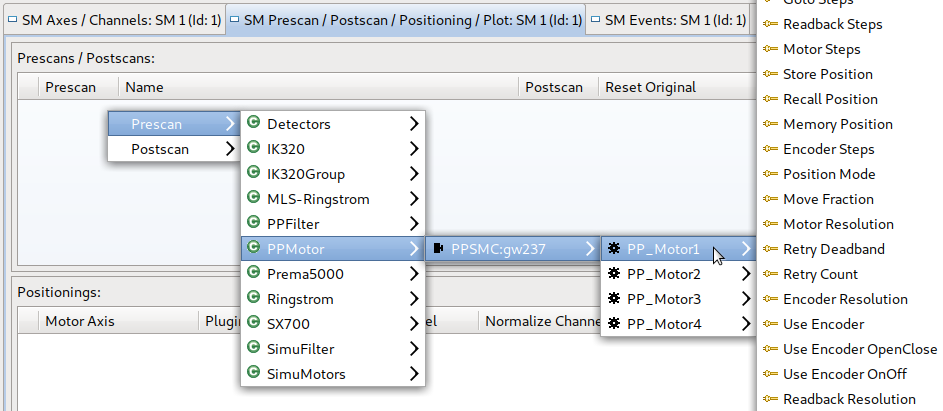 SM Axes / Channels: SM 1 (Id: 1)
SM Prescan / Postscan / Positioning / Plot: SM 1 (Id: 1)
SM Events: SM 1 (Id: 1)
Prescans / Postscans:
Prescan
Name
Postscan
Reset Original
Prescan
Postscan
Detectors
IK320
IK320Group
MLS-Ringstrom
PPFilter
PPMotor
Prema5000
Ringstrom
SX700
SimuFilter
SimuMotors
PPSMC:gw237
PP_Motor1
PP_Motor2
PP_Motor3
PP_Motor4
Goto Steps
Readback Steps
Motor Steps
Store Position
Recall Position
Memory Position
Encoder Steps
Position Mode
Move Fraction
Motor Resolution
Retry Deadband
Retry Count
Encoder Resolution
Use Encoder
Use Encoder OpenClose
Use Encoder OnOff
Readback Resolution
Positionings:
Motor Axis
Plugin
el
Normalize Channe